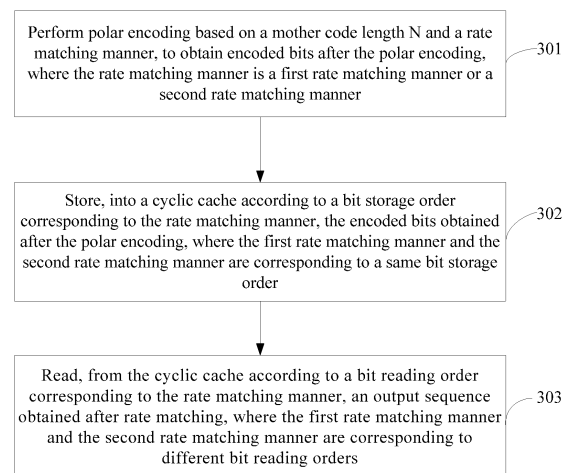 Perform polar encoding based on a mother code length N and a rate
matching manner, to obtain encoded bits after the polar encoding,
where the rate matching manner is a first rate matching manner or a
second rate matching manner
301
Store, into a cyclic cache according to a bit storage order
corresponding to the rate matching manner, the encoded bits obtained
after the polar encoding, where the first rate matching manner and the
second rate matching manner are corresponding to a same bit storage
order
302
Read, from the cyclic cache according to a bit reading order
corresponding to the rate matching manner, an output sequence
obtained after rate matching, where the first rate matching manner
and the second rate matching manner are corresponding to
different bit reading orders
303